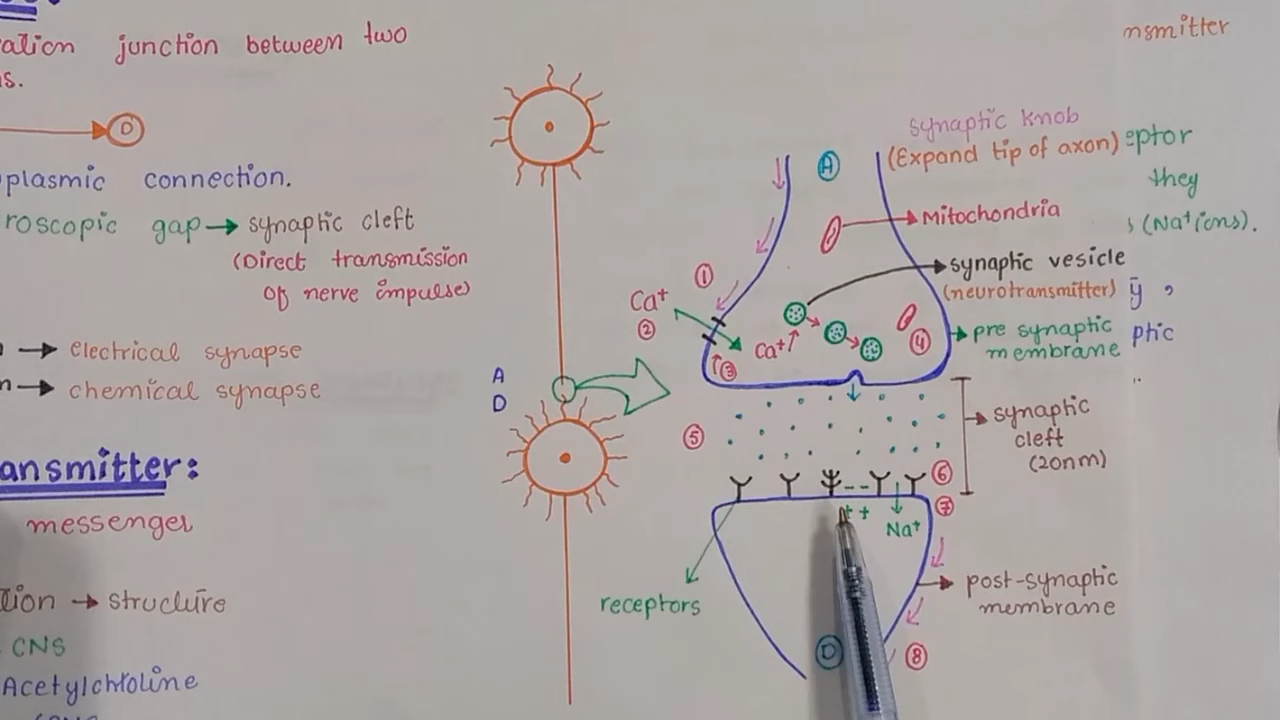 ation junction between two
s.
D
plasmic connection.
roscopic gap → synaptic cleft
(Direct transmission
of nerve impulse)
→ electrical synapse
n → chemical synapse
ansmitter:
messenger
tion → structure
CNS
Acetylchroline
A
D
nsmitter
synaptic knob
(Expand tip of axon)
eptor
they
s (Na⁺ ions).
A
Mitochondria
synaptic vesicle
(neurotransmitter)
y ,
pre synaptic
membrane
ptic
①
Ca⁺
②
Ca⁺
③
④
synaptic
cleft
(20nm)
⑤
⑥
⑦
--
++
Na⁺
receptors
post-synaptic
membrane
D
⑧